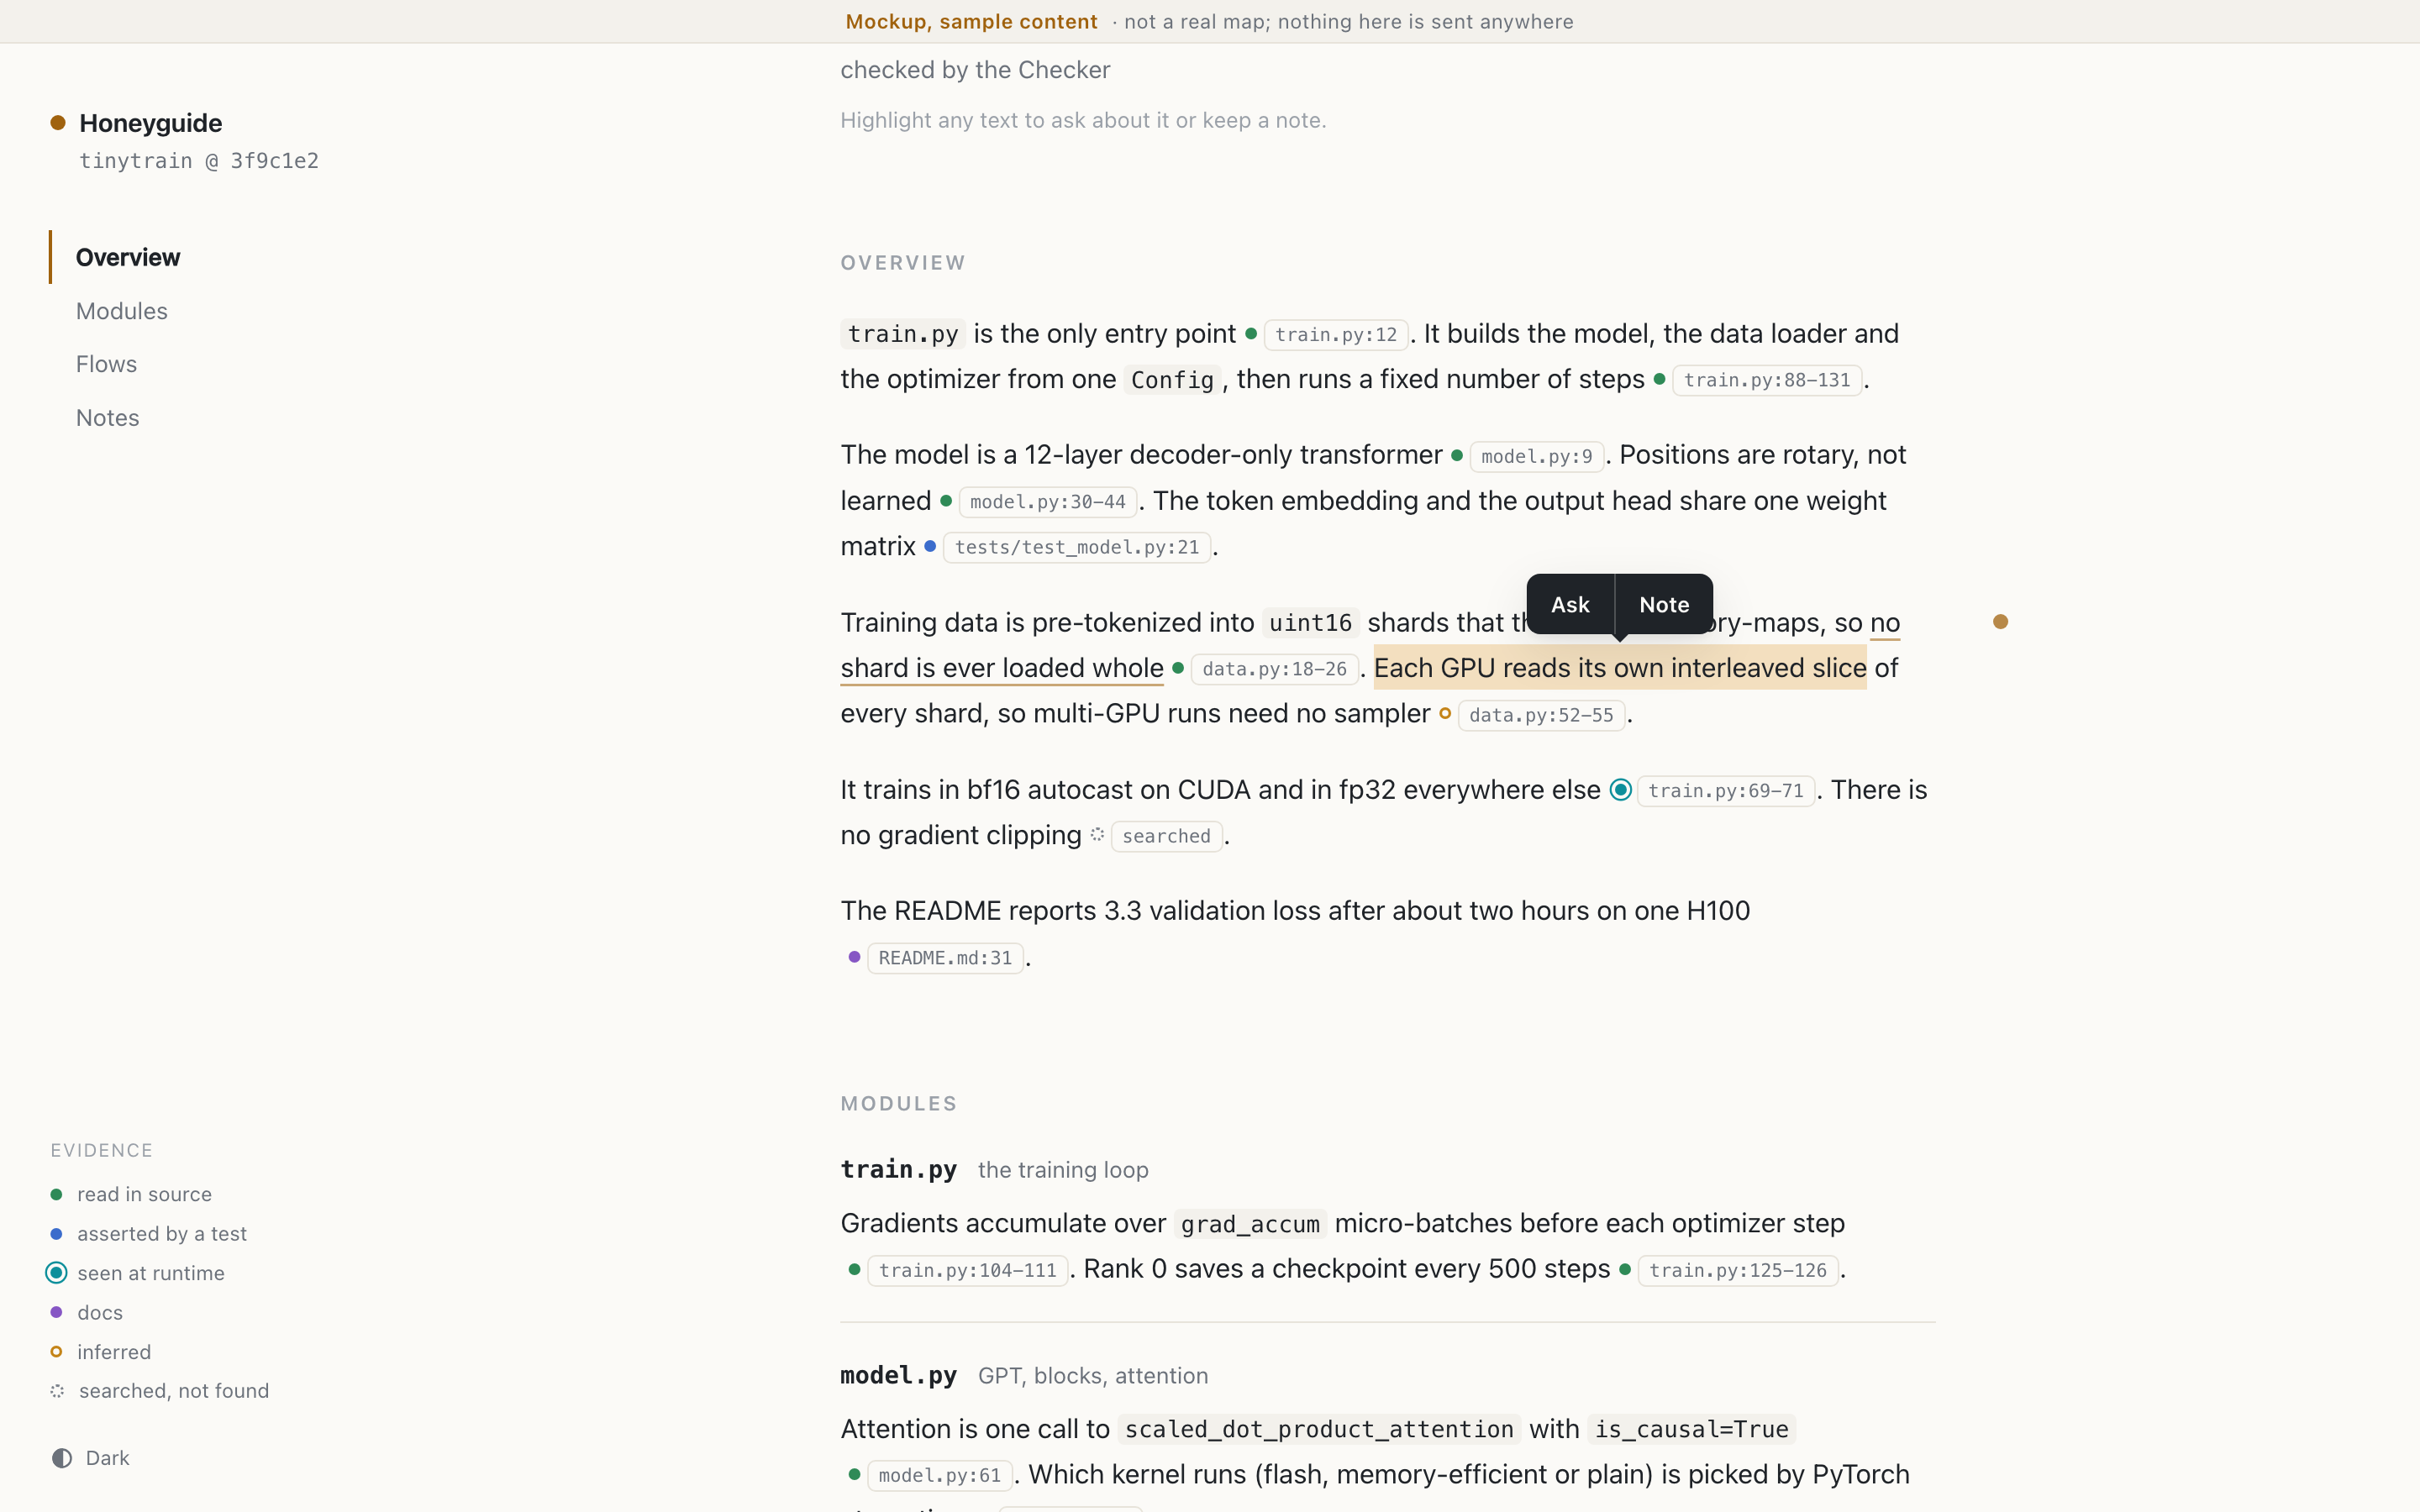 Mockup, sample content · not a real map; nothing here is sent anywhere
Honeyguide
tinytrain @ 3f9c1e2
Overview
Modules
Flows
Notes
EVIDENCE
read in source
asserted by a test
seen at runtime
docs
inferred
searched, not found
Dark
checked by the Checker
Highlight any text to ask about it or keep a note.
OVERVIEW
train.py is the only entry point train.py:12. It builds the model, the data loader and
the optimizer from one Config, then runs a fixed number of steps train.py:88–131.
The model is a 12-layer decoder-only transformer model.py:9. Positions are rotary, not
learned model.py:30–44. The token embedding and the output head share one weight
matrix tests/test_model.py:21.
Ask Note
Training data is pre-tokenized into uint16 shards that so no
shard is ever loaded whole data.py:18–26. Each GPU reads its own interleaved slice of
every shard, so multi-GPU runs need no sampler data.py:52–55.
It trains in bf16 autocast on CUDA and in fp32 everywhere else train.py:69–71. There is
no gradient clipping searched.
The README reports 3.3 validation loss after about two hours on one H100
README.md:31.
MODULES
train.py the training loop
Gradients accumulate over grad_accum micro-batches before each optimizer step
train.py:104–111. Rank 0 saves a checkpoint every 500 steps train.py:125–126.
model.py GPT, blocks, attention
Attention is one call to scaled_dot_product_attention with is_causal=True
model.py:61. Which kernel runs (flash, memory-efficient or plain) is picked by PyTorch